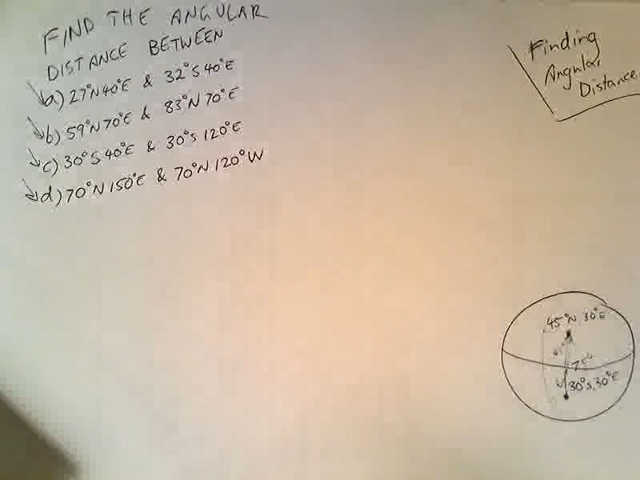 FIND THE ANGULAR
DISTANCE BETWEEN
a) 27°N 40°E & 32°S 40°E
b) 59°N 70°E & 83°N 70°E
c) 30°S 40°E & 30°S 120°E
d) 70°N 150°E & 70°N 120°W
Finding
Angular
Distance
45°N 30°E
30°S, 30°E